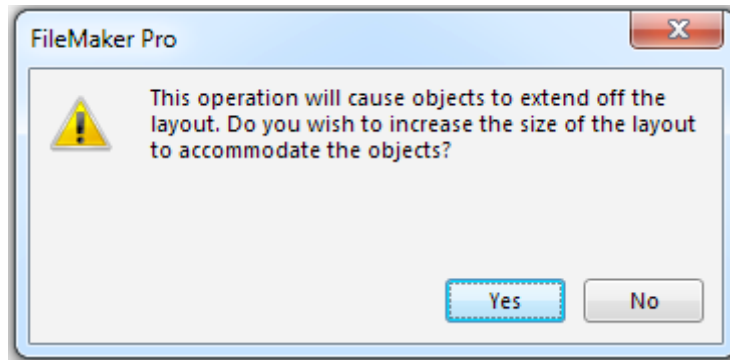 FileMaker Pro
This operation will cause objects to extend off the
layout. Do you wish to increase the size of the layout
to accommodate the objects?
Yes No